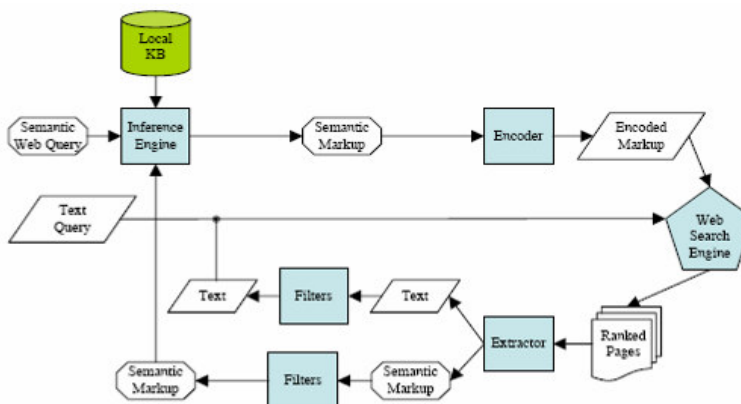 Local
KB
Semantic
Web Query
Inference
Engine
Semantic
Markup
Encoder
Encoded
Markup
Text
Query
Web
Search
Engine
Text
Filters
Text
Extractor
Ranked
Pages
Semantic
Markup
Filters
Semantic
Markup